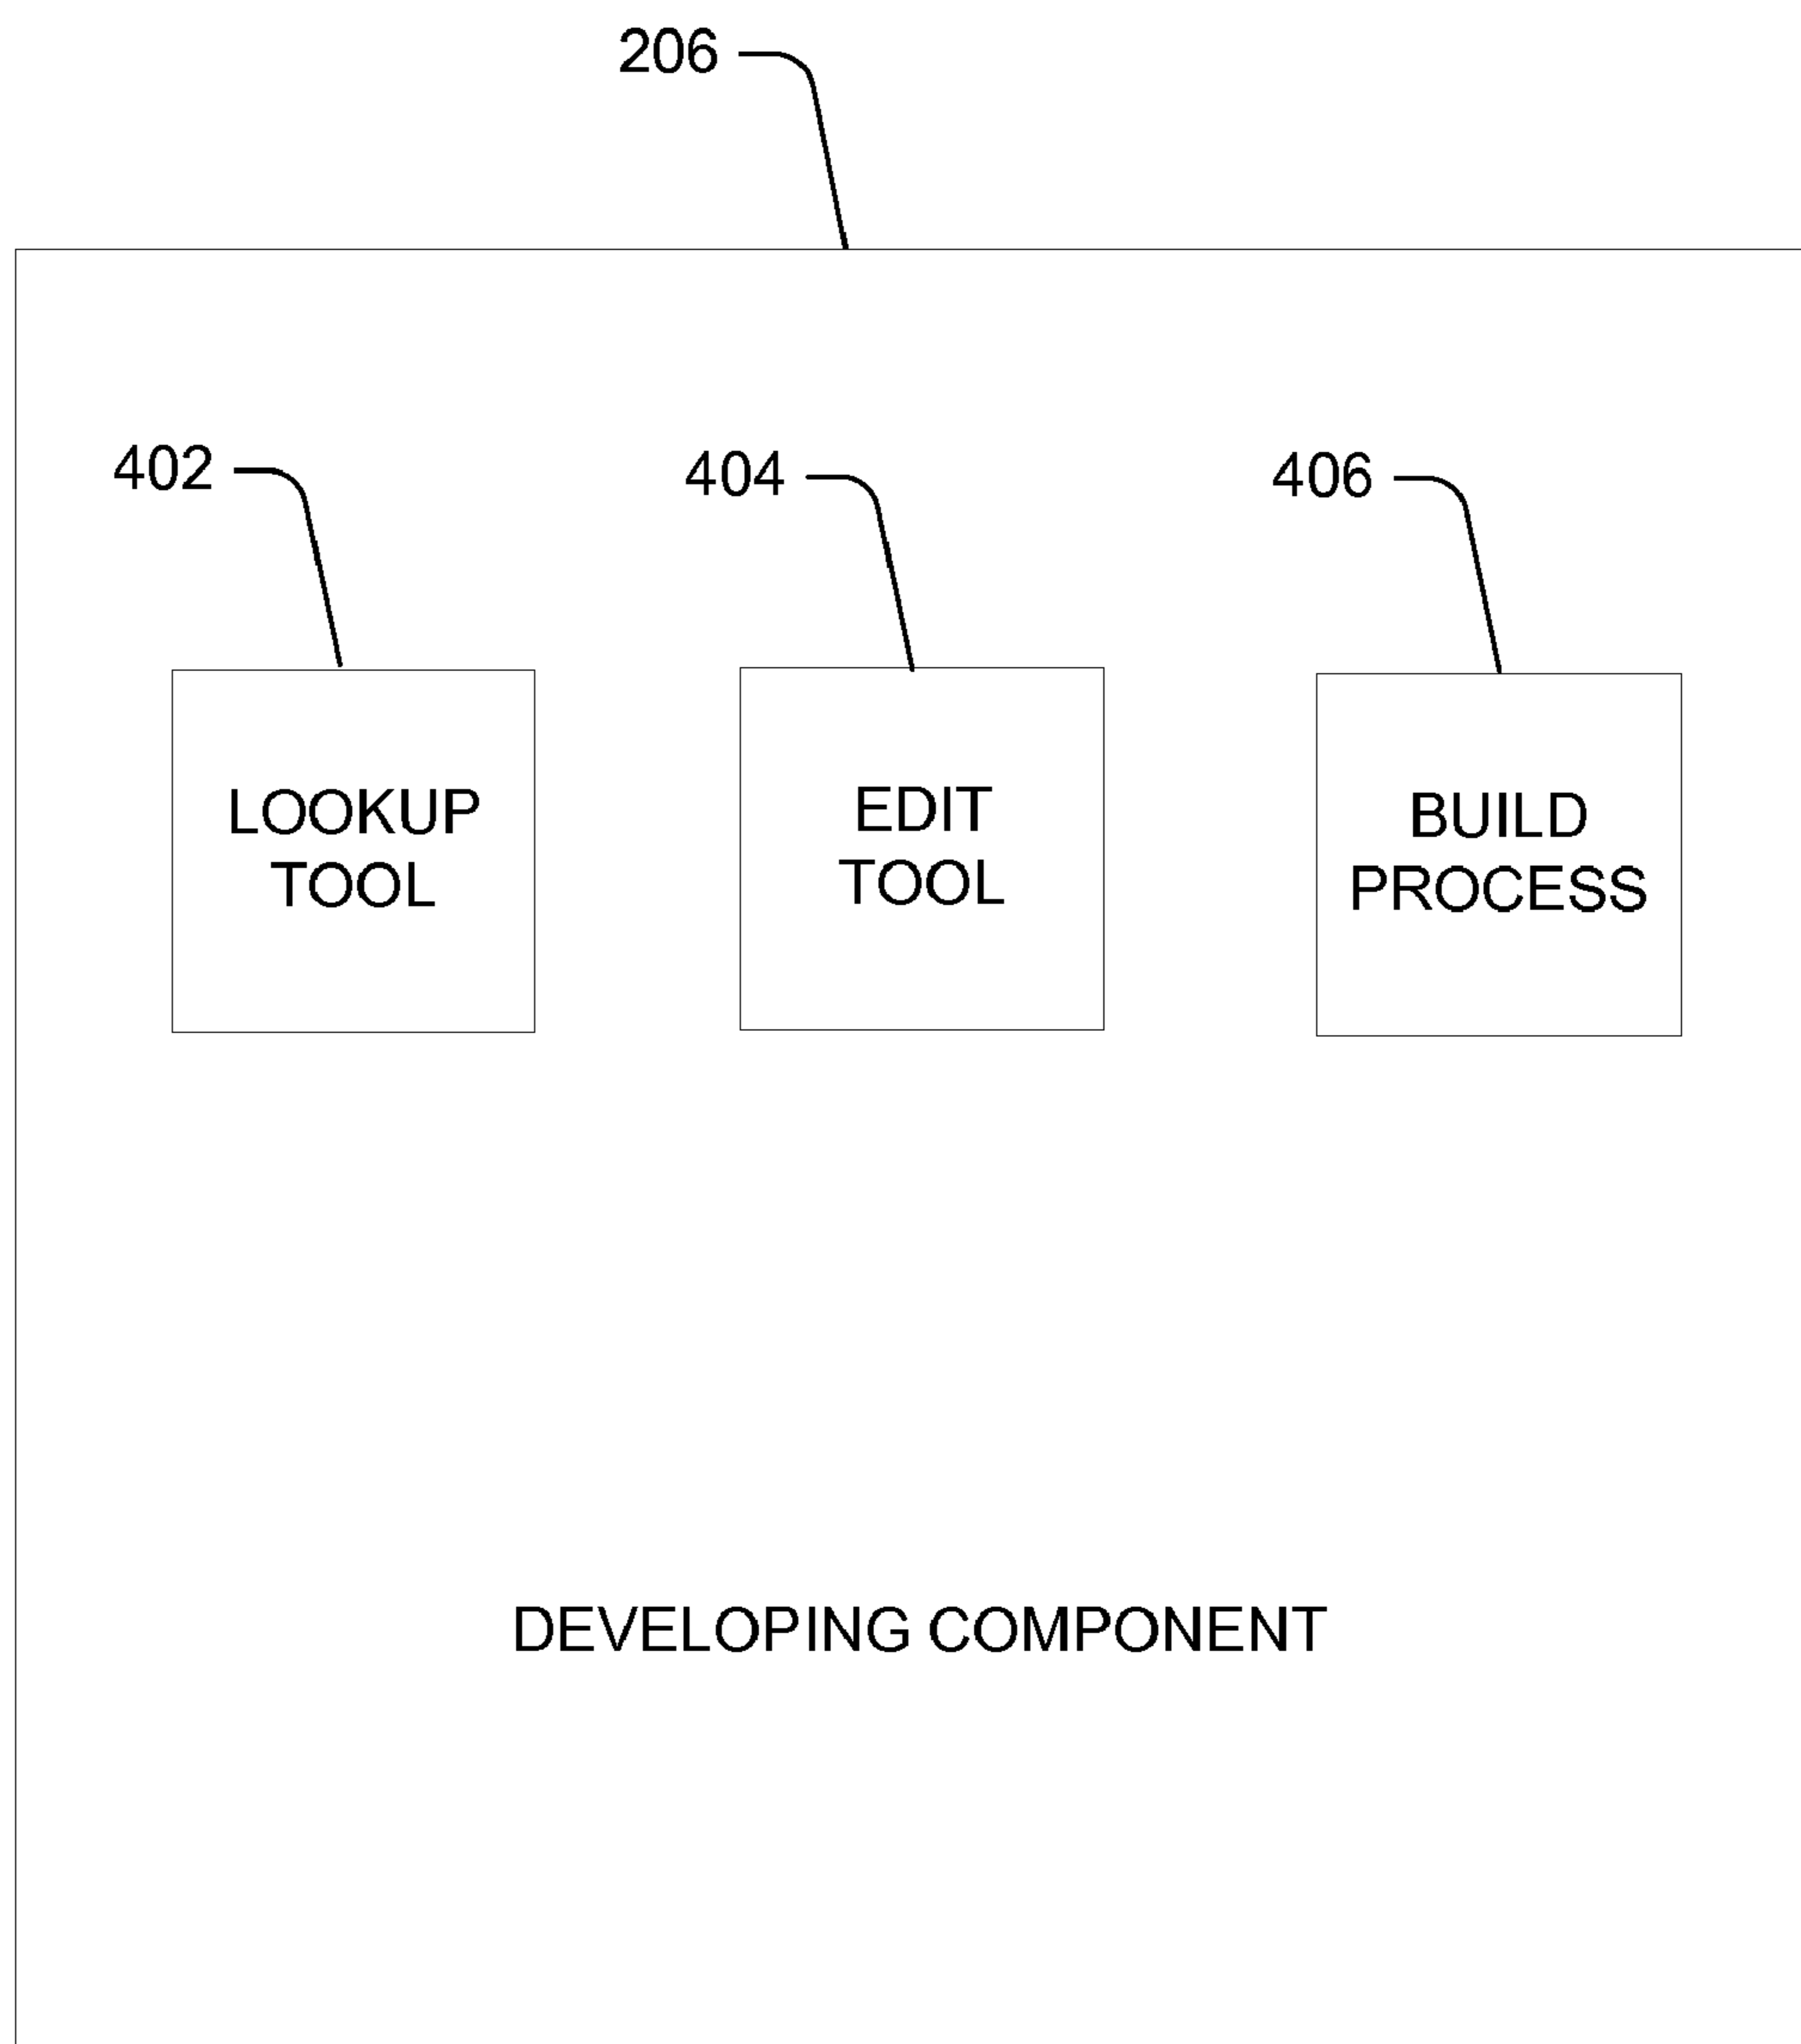 206
402
404
406
LOOKUP
TOOL
EDIT
TOOL
BUILD
PROCESS
DEVELOPING COMPONENT